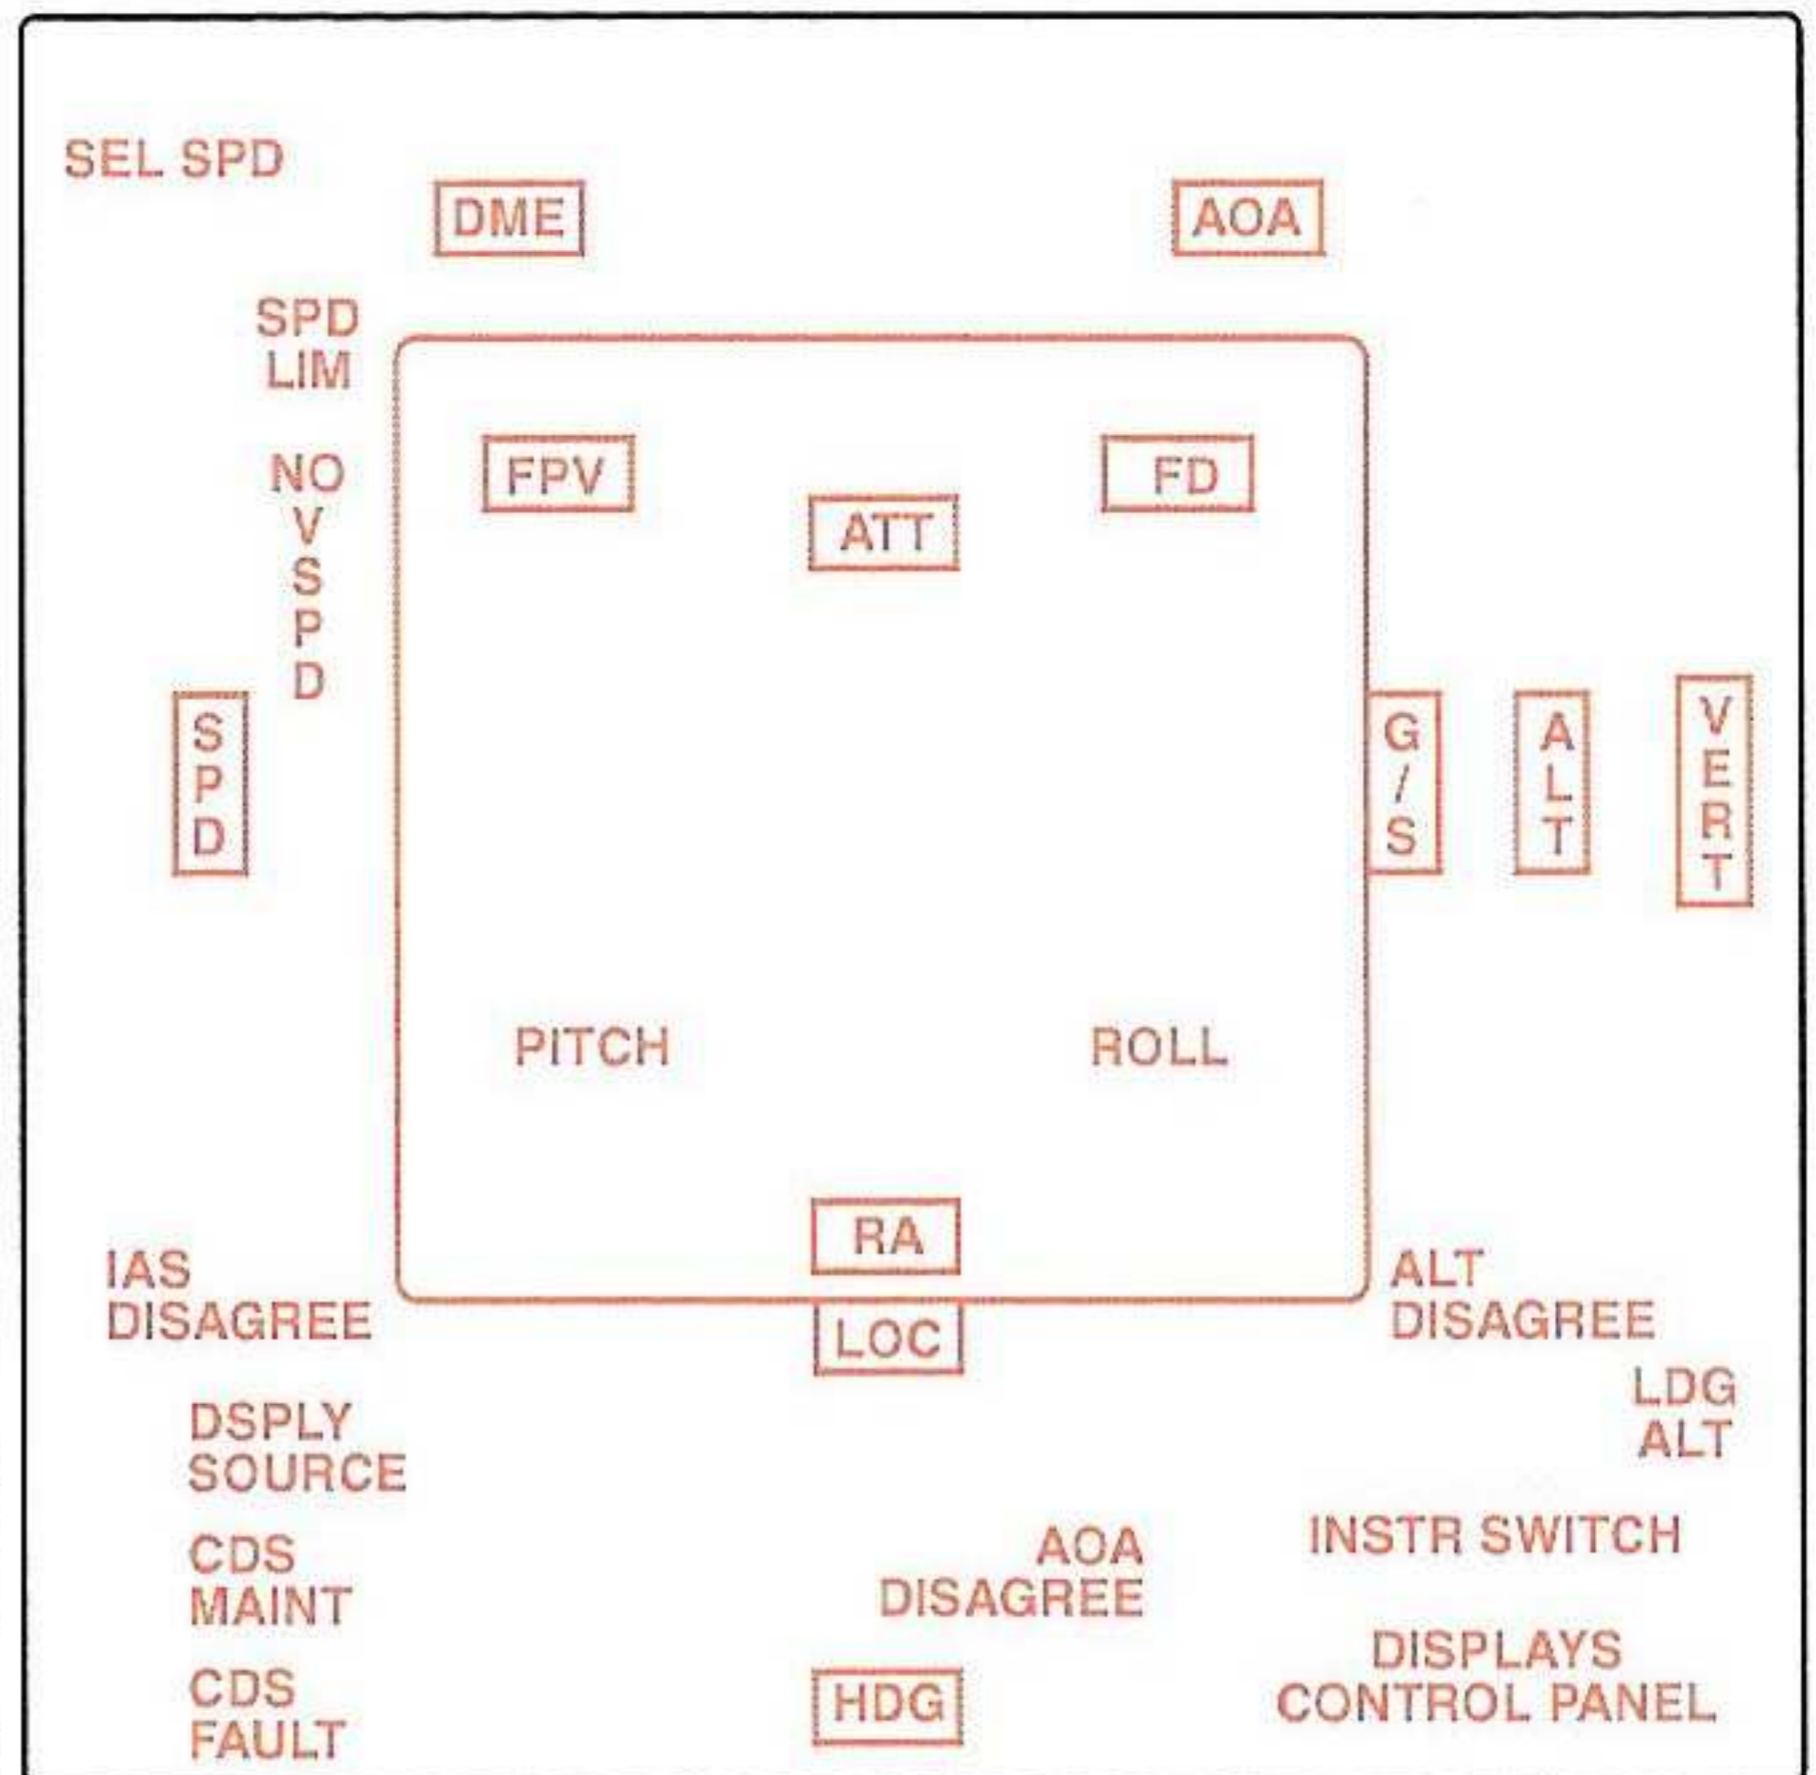 SEL SPD
DME
AOA
SPD
LIM
NO
V
S
P
D
FPV
FD
ATT
S
P
D
G
/
S
A
L
T
V
E
R
T
PITCH
ROLL
RA
LOC
IAS
DISAGREE
ALT
DISAGREE
DSPLY
SOURCE
LDG
ALT
CDS
MAINT
AOA
DISAGREE
INSTR SWITCH
CDS
FAULT
HDG
DISPLAYS
CONTROL PANEL